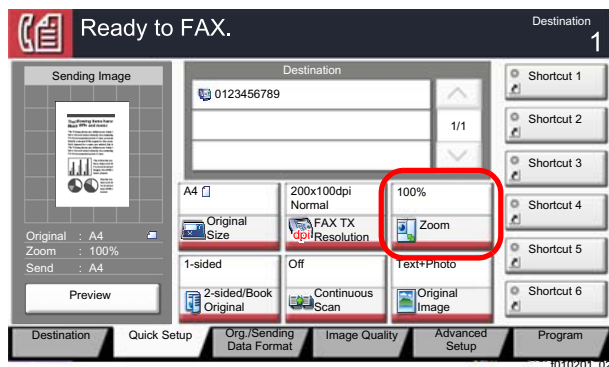 Ready to FAX.
Destination
1
Sending Image
Original : A4
Zoom : 100%
Send : A4
Preview
Destination
0123456789
1/1
A4
Original
Size
200x100dpi
Normal
dpi
FAX TX
Resolution
100%
Zoom
1-sided
2-sided/Book
Original
Off
Continuous
Scan
Text+Photo
Original
Image
Shortcut 1
Shortcut 2
Shortcut 3
Shortcut 4
Shortcut 5
Shortcut 6
Destination
Quick Setup
Org./Sending
Data Format
Image Quality
Advanced
Setup
Program
f010201_02